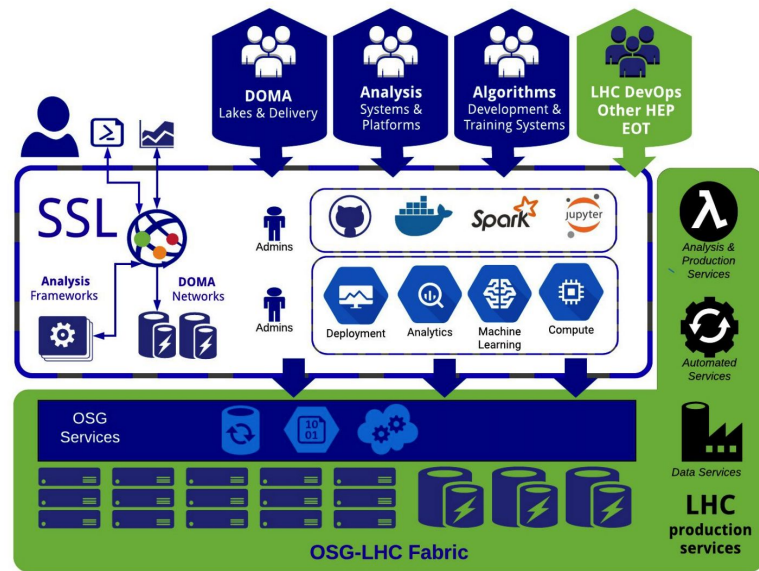 DOMA
Lakes & Delivery
Analysis
Systems &
Platforms
Algorithms
Development &
Training Systems
LHC DevOps
Other HEP
EOT
SSL
Admins
Spark
jupyter
Analysis
Frameworks
DOMA
Networks
Admins
Deployment
Analytics
Machine
Learning
Compute
λ
Analysis &
Production
Services
Automated
Services
Data Services
LHC
production
services
OSG
Services
10
01
OSG-LHC Fabric